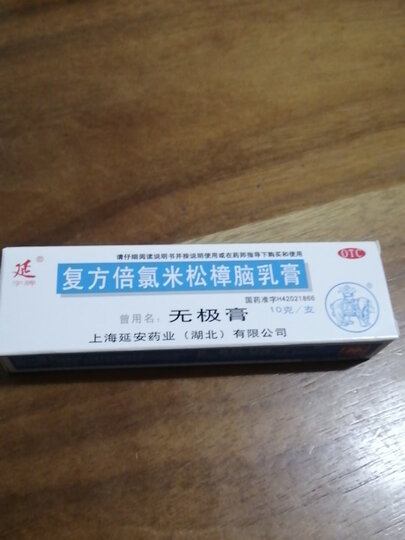 请仔细阅读说明书并按说明使用或在药师指导下购买和使用
OTC
延®
字牌
复方倍氯米松樟脑乳膏
国药准字H42021866
曾用名：无极膏
10克/支
上海延安药业（湖北）有限公司